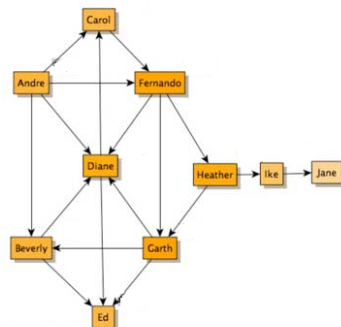 Carol
Andre
Fernando
Diane
Heather
Ike
Jane
Beverly
Garth
Ed